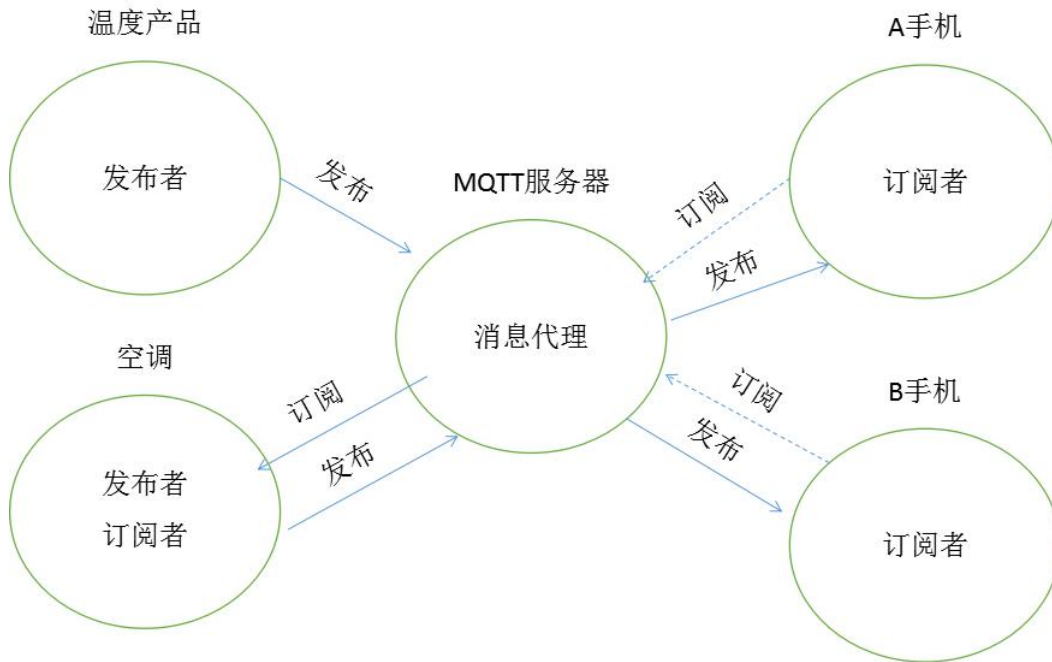 温度产品
发布者
发布
MQTT服务器
消息代理
A手机
订阅者
订阅
发布
空调
发布者
订阅者
订阅
发布
B手机
订阅者
订阅
发布